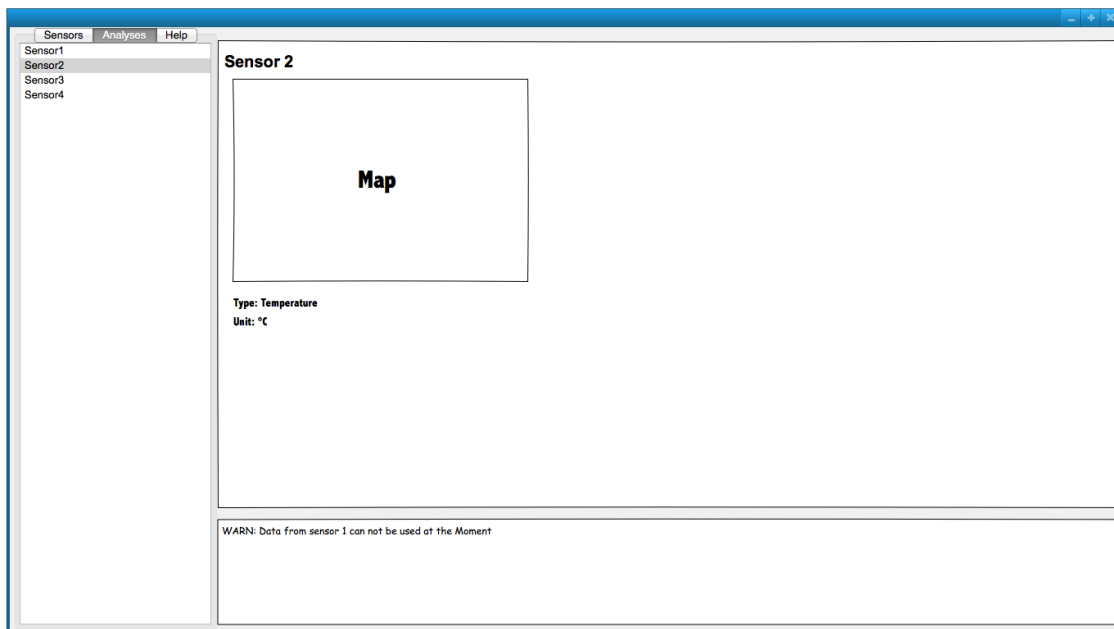 Sensors Analyses Help
Sensor1
Sensor2
Sensor3
Sensor4
Sensor 2
Map
Type: Temperature
Unit: °C
WARN: Data from sensor 1 can not be used at the Moment